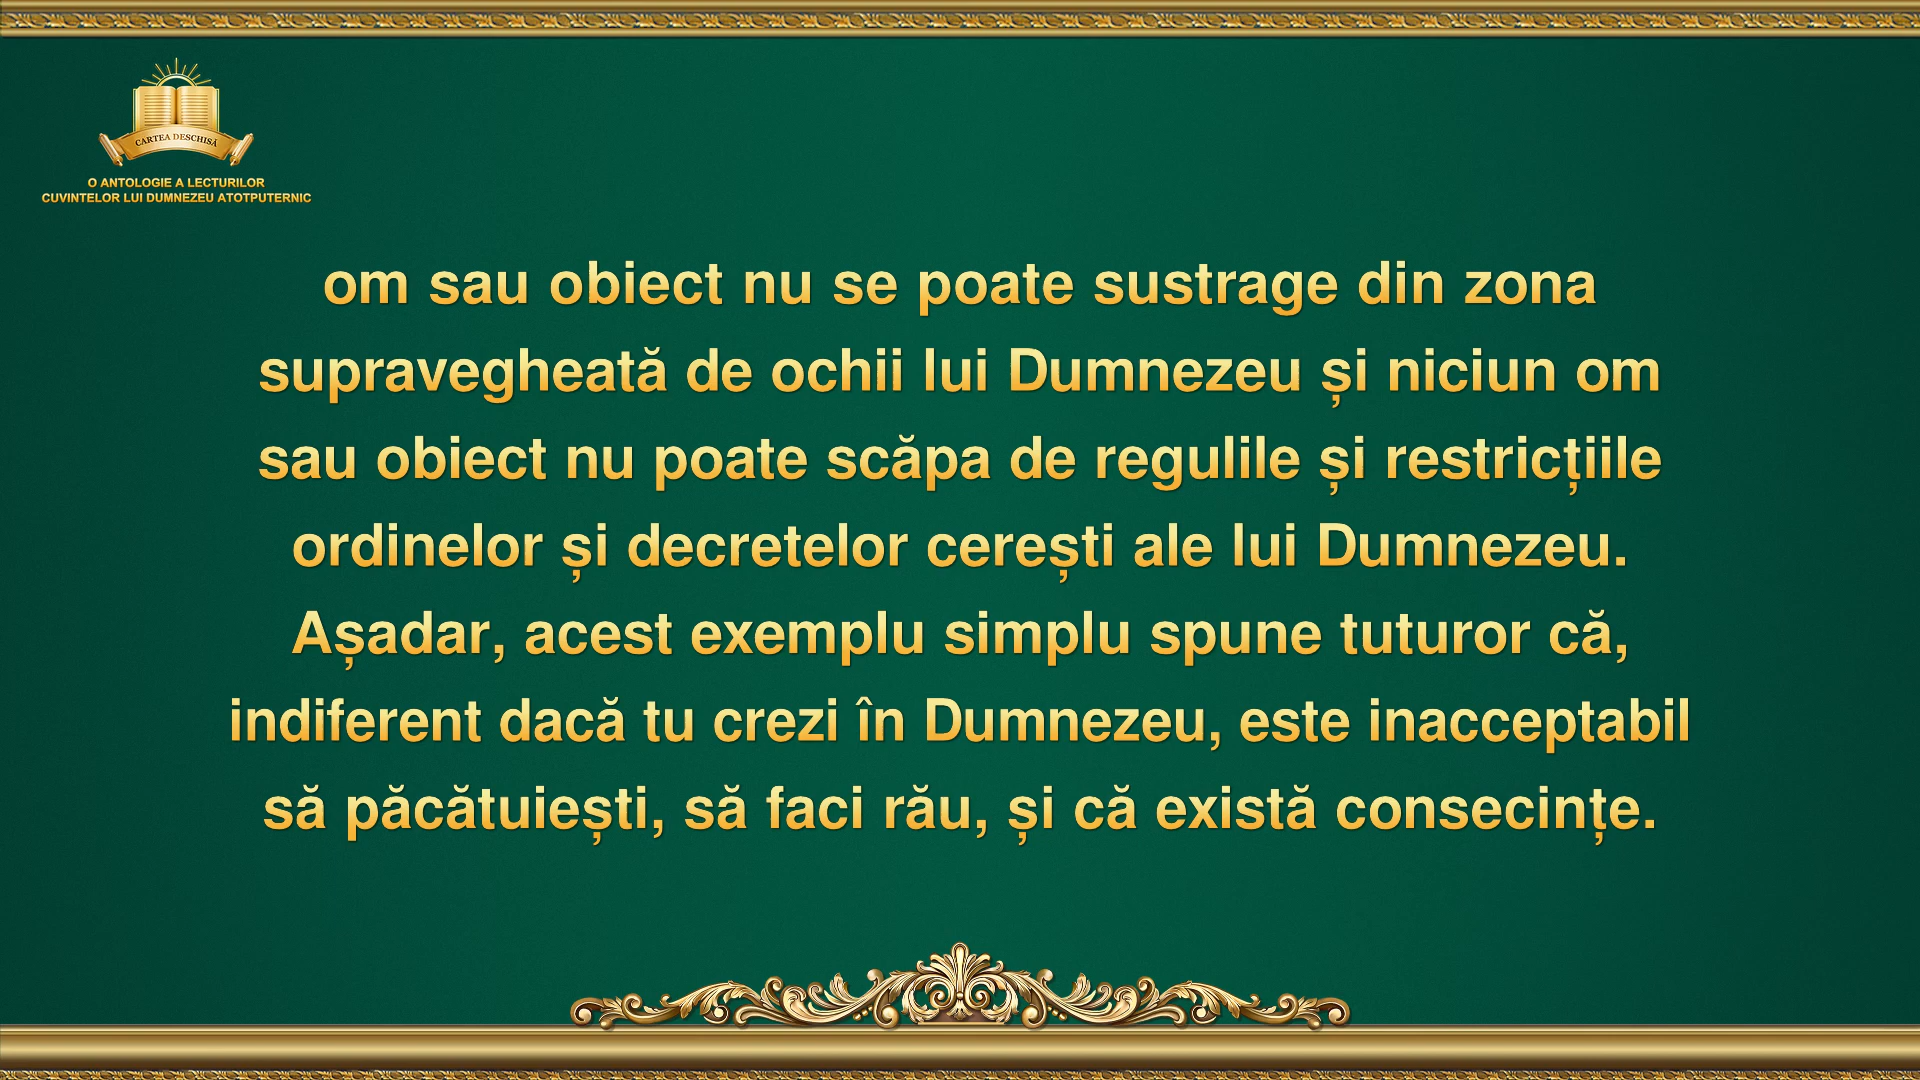 CARTEA DESCHISĂ
O ANTOLOGIE A LECTURILOR
CUVINTELOR LUI DUMNEZEU ATOTPUTERNIC
om sau obiect nu se poate sustrage din zona
supravegheată de ochii lui Dumnezeu și niciun om
sau obiect nu poate scăpa de regulile și restricțiile
ordinelor și decretelor cerești ale lui Dumnezeu.
Așadar, acest exemplu simplu spune tuturor că,
indiferent dacă tu crezi în Dumnezeu, este inacceptabil
să păcătuiești, să faci rău, și că există consecințe.